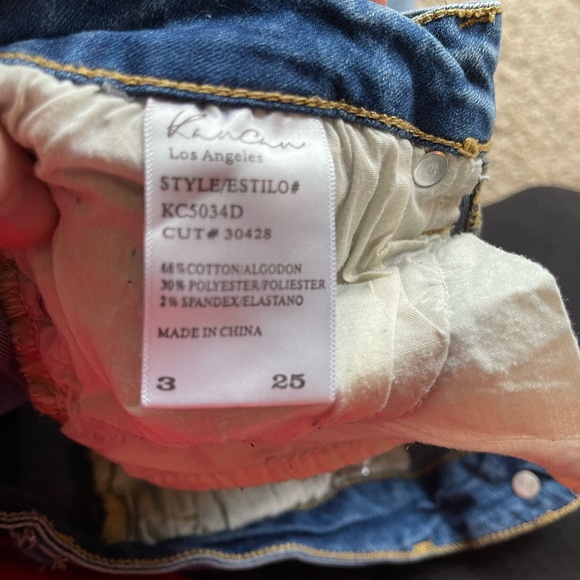 Kancan
Los Angeles
STYLE/ESTILO#
KC5034D
CUT# 30428
68%COTTON/ALGODON
30% POLYESTER/POLIESTER
2% SPANDEX/ELASTANO
MADE IN CHINA
3 25